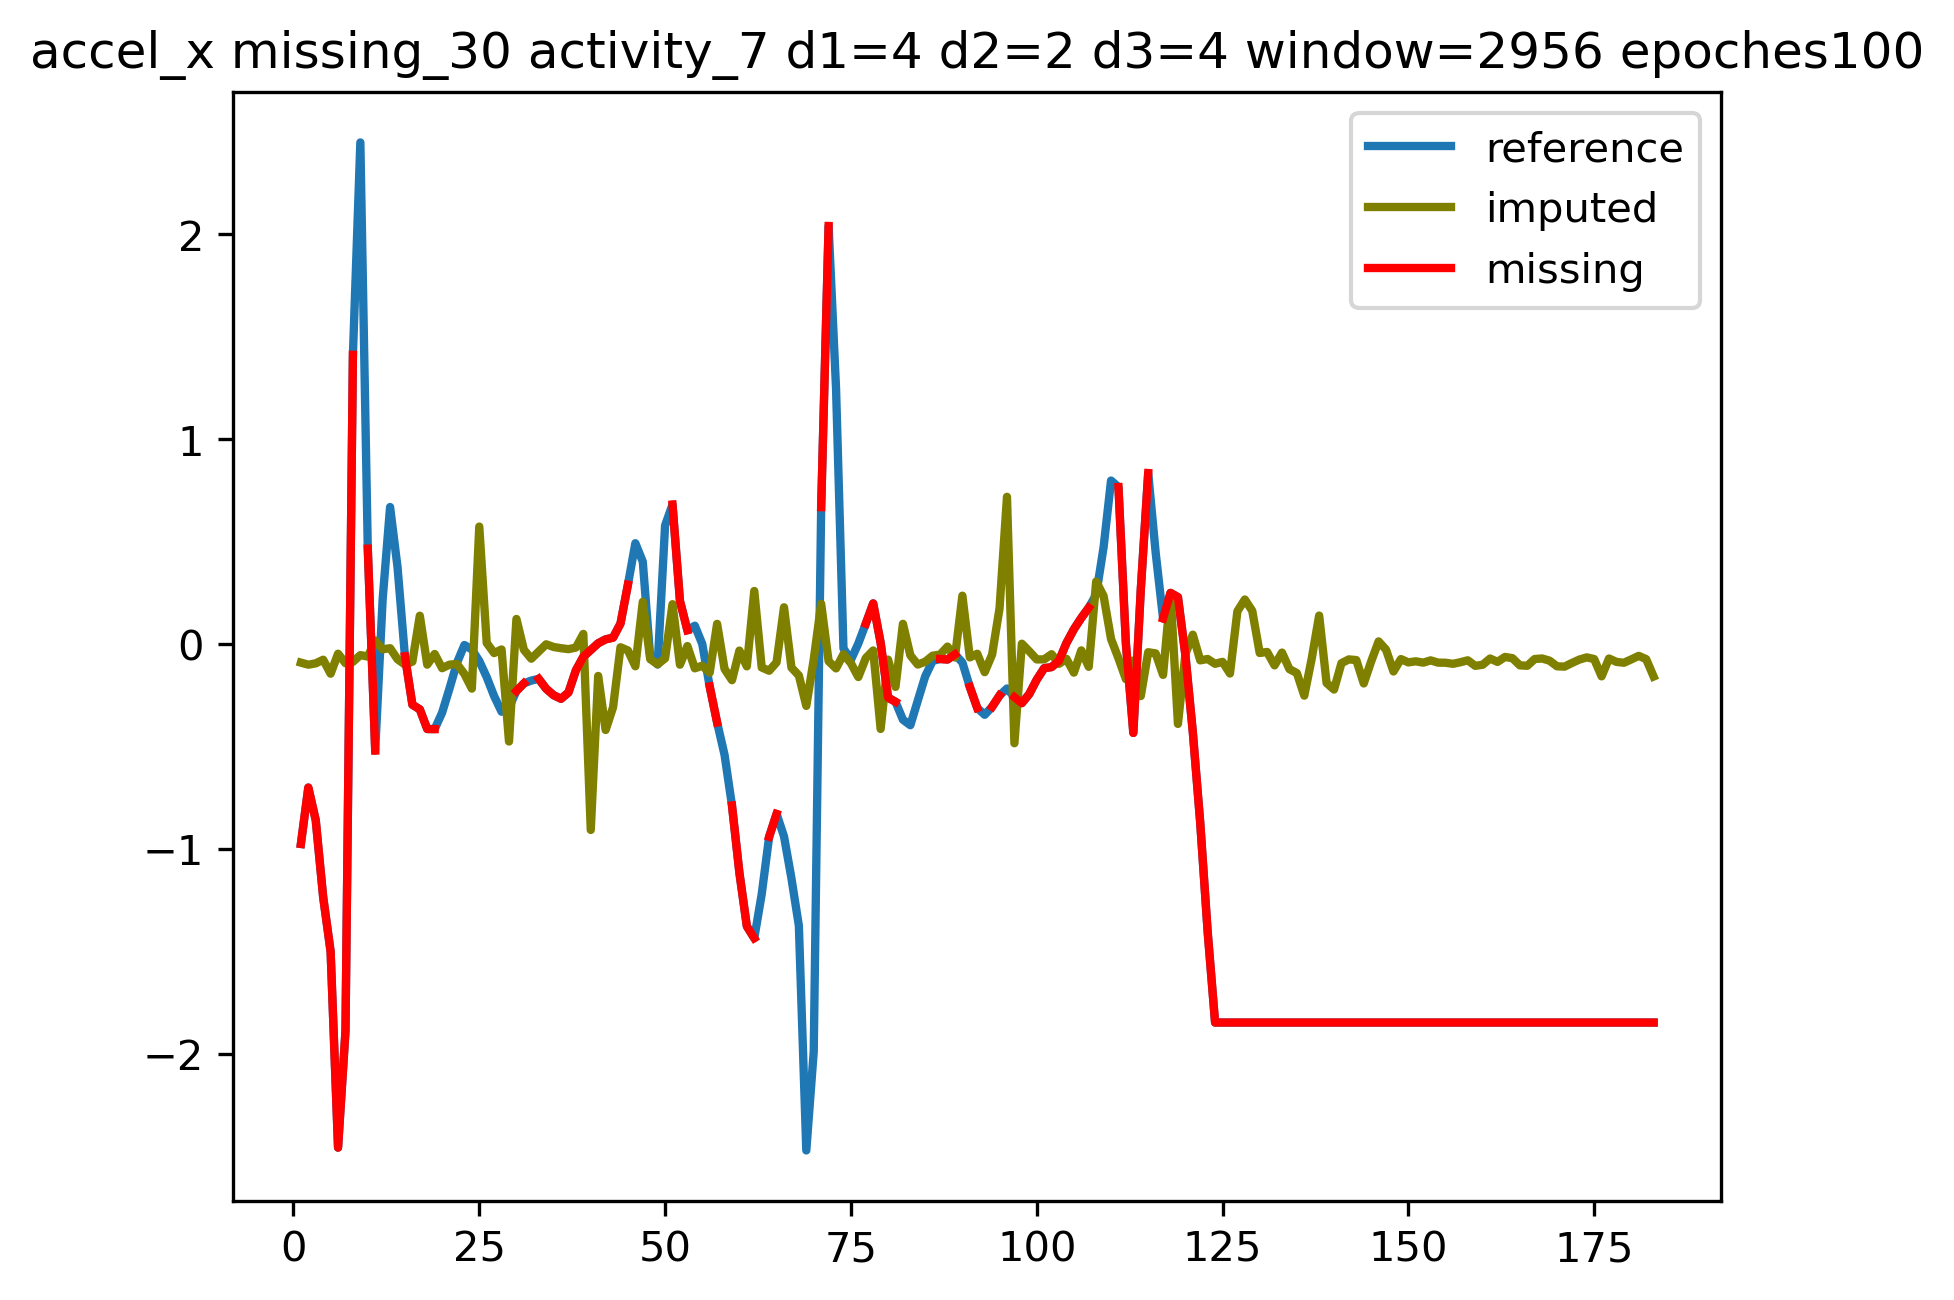 accel_x missing_30 activity_7 d1=4 d2=2 d3=4 window=2956 epoches100
reference
imputed
missing
2
1
0
−1
−2
0 25 50 75 100 125 150 175